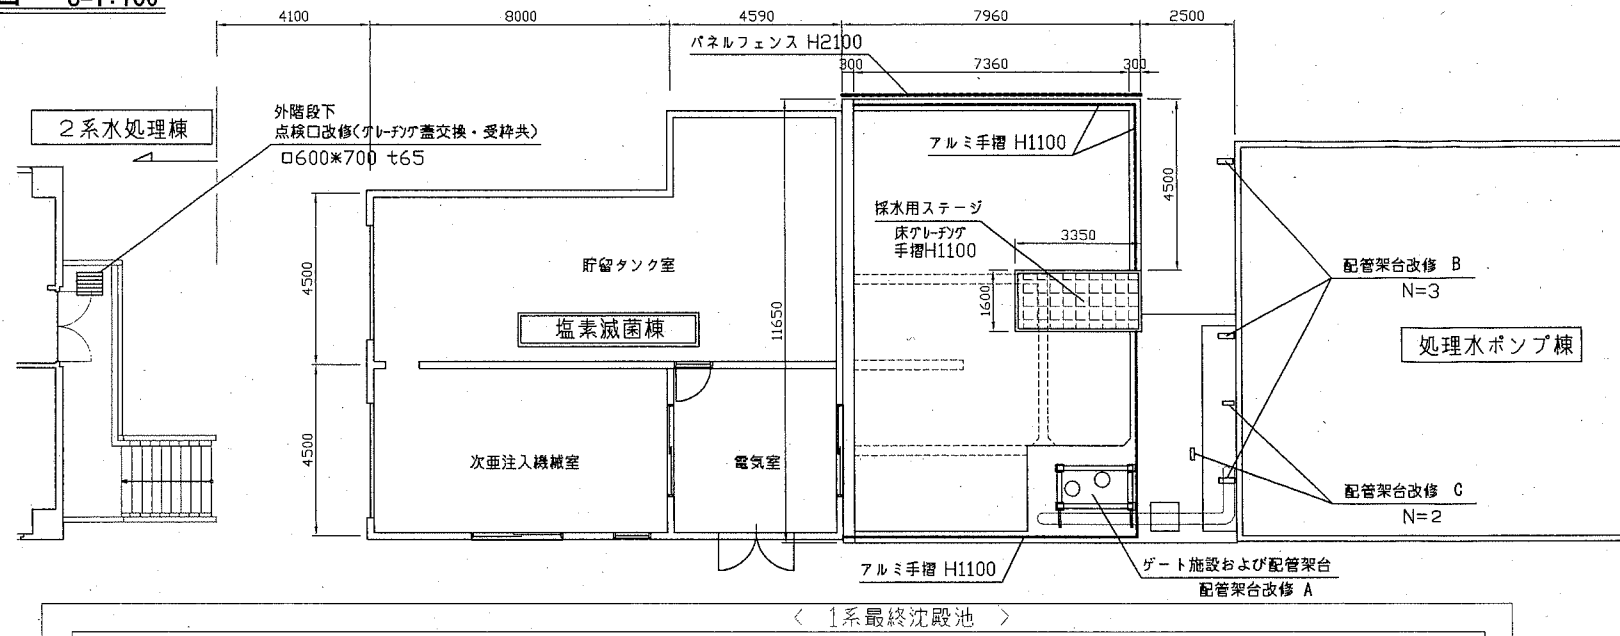 S=1:100
4100
8000
4590
7960
2500
パネルフェンス H2100
300
7360
300
外階段下
点検口改修(グレーチング蓋交換・受枠共)
□600*700 t65
2系水処理棟
アルミ手摺 H1100
4500
採水用ステージ
床グレーチング
手摺H1100
3350
1600
4500
貯留タンク室
塩素滅菌棟
11650
配管架台改修 B
N=3
処理水ポンプ棟
4500
次亜注入機械室
電気室
配管架台改修 C
N=2
アルミ手摺 H1100
ゲート施設および配管架台
配管架台改修 A
< 1系最終沈殿池 >